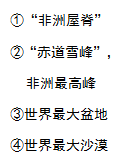 ①“非洲屋脊”
②“赤道雪峰”，
非洲最高峰
③世界最大盆地
④世界最大沙漠